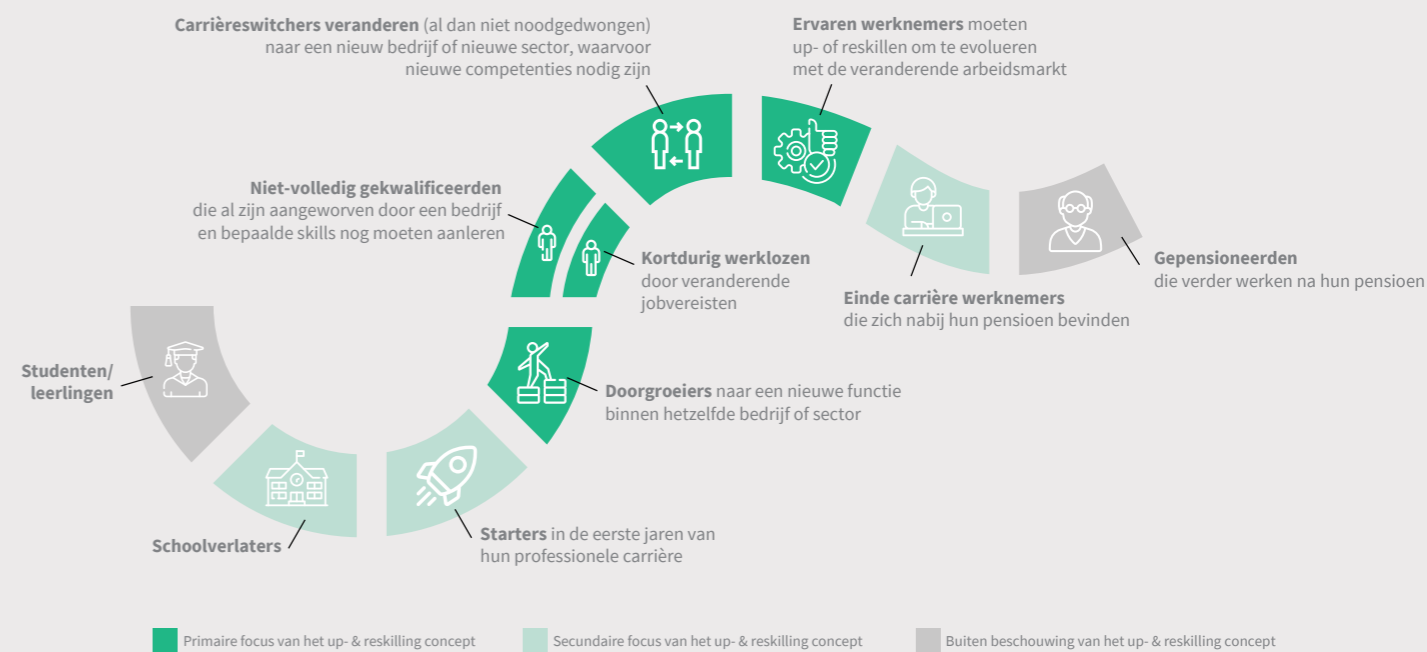 Carrièreswitchers veranderen (al dan niet noodgedwongen)
naar een nieuw bedrijf of nieuwe sector, waarvoor
nieuwe competenties nodig zijn
Ervaren werknemers moeten
up- of reskillen om te evolueren
met de veranderende arbeidsmarkt
Niet-volledig gekwalificeerden
die al zijn aangeworven door een bedrijf
en bepaalde skills nog moeten aanleren
Kortdurig werklozen
door veranderende
jobvereisten
Gepensioneerden
die verder werken na hun pensioen
Einde carrière werknemers
die zich nabij hun pensioen bevinden
Studenten/
leerlingen
Doorgroeiers naar een nieuwe functie
binnen hetzelfde bedrijf of sector
Starters in de eerste jaren van
hun professionele carrière
Schoolverlaters
Primaire focus van het up- & reskilling concept
Secundaire focus van het up- & reskilling concept
Buiten beschouwing van het up- & reskilling concept